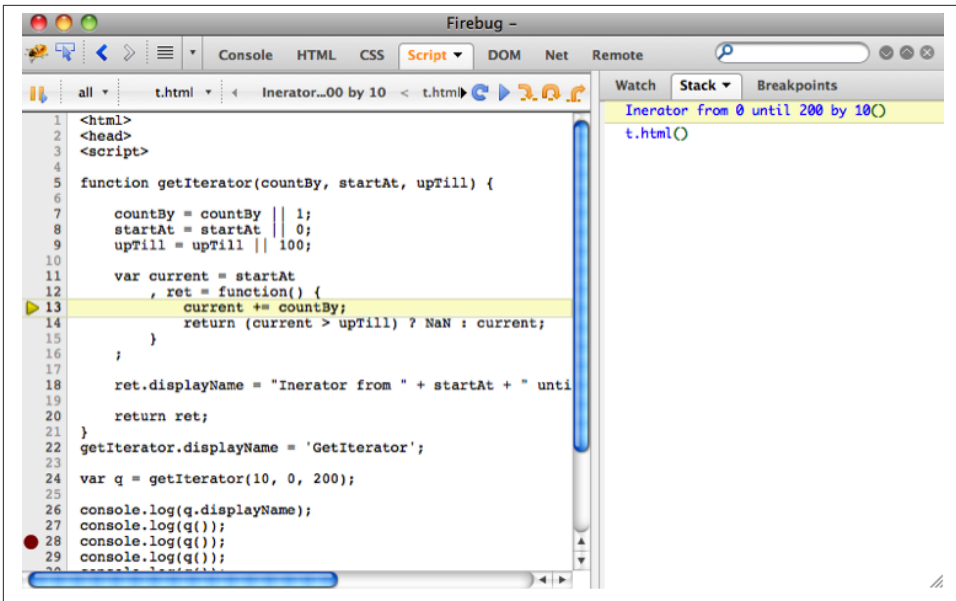 Firebug –
Console HTML CSS Script DOM Net Remote
all t.html Inerator...00 by 10 < t.html
Watch Stack Breakpoints
Inerator from 0 until 200 by 10()
t.html()
1 <html>
2 <head>
3 <script>
4
5 function getIterator(countBy, startAt, upTill) {
6
7 countBy = countBy || 1;
8 startAt = startAt || 0;
9 upTill = upTill || 100;
10
11 var current = startAt
12 , ret = function() {
13 current += countBy;
14 return (current > upTill) ? NaN : current;
15 }
16 ;
17
18 ret.displayName = "Inerator from " + startAt + " unti
19
20 return ret;
21 }
22 getIterator.displayName = 'GetIterator';
23
24 var q = getIterator(10, 0, 200);
25
26 console.log(q.displayName);
27 console.log(q());
28 console.log(q());
29 console.log(q());